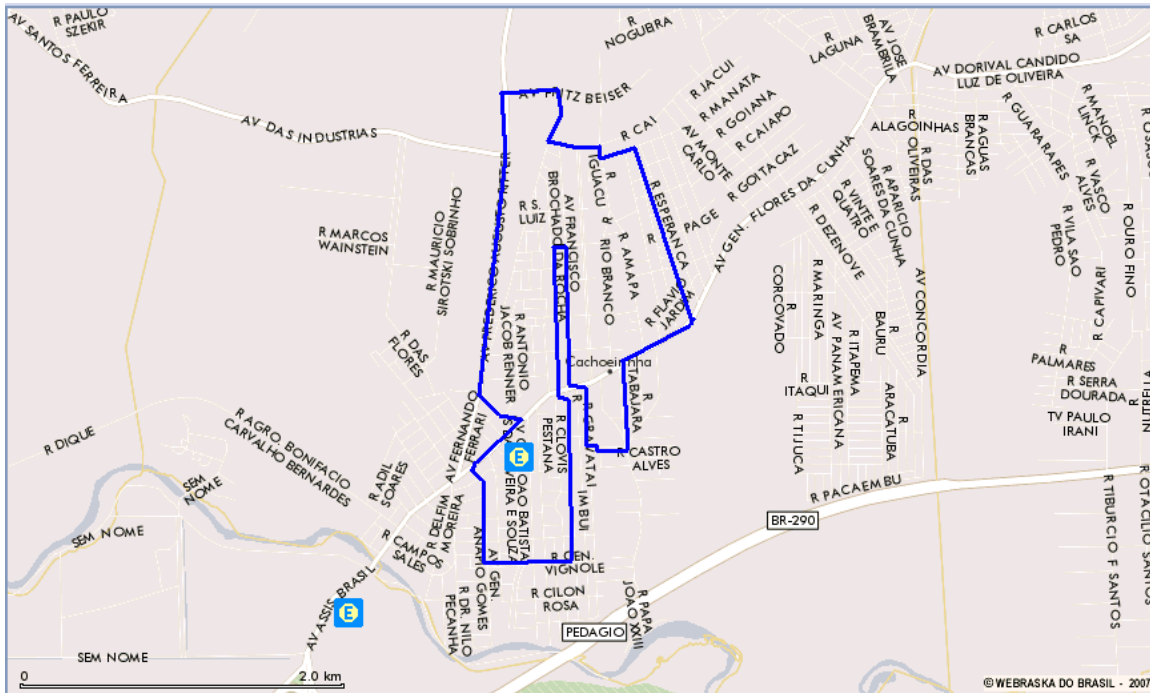 R PAULO
SZEKIR
R
NOGUBRA
R
LAGUNA
AV JOSE
BRAMBRILA
R CARLOS
SA
AV DORIVAL CANDIDO
LUZ DE OLIVEIRA
AV SANTOS FERREIRA
AV DAS INDUSTRIAS
AV FRITZ BEISER
R CAI
R JACUI
R MANATA
R GOIANA
R CAIAPO
AV MONTE
CARLO
R GOITACAZ
AV GEN. FLORES DA CUNHA
R
ALAGOINHAS
R DAS
OLIVEIRAS
R AGUAS
BRANCAS
R GUARARAPES
R MANOEL
LINCK
R VASCO
ALVES
R APARICIO
SOARES DA CUNHA
R VINTE E
QUATRO
R DEZENOVE
R VILA SAO
PEDRO
R OURO FINO
R CAPIVARI
R MARCOS
WAINSTEIN
R MAURICIO
SIROTSKI SOBRINHO
R S.
LUIZ
AV FRANCISCO
BROCHADO DA ROCHA
IGUACU
R
R
RIO BRANCO
R
AMAPA
R ESPERANCA
R
PAGE
R FLAVIO
JARDIM
R
CORCOVADO
R MARINGA
AV PANAMERICANA
R ITAPEMA
R
BAURU
AV CONCORDIA
R
ARACATUBA
R
ITAQUI
R TIJUCA
R
PALMARES
R SERRA
DOURADA
TV PAULO
IRANI
R DAS
FLORES
R ANTONIO
JACOB RENNER
Cachoeirinha
R
ITABAJARA
R CASTRO
ALVES
R GRAVATAI
R
IMBUI
R CLOVIS
PESTANA
AV FERNANDO
FERRARI
R AGRO. BONIFACIO
CARVALHO BERNARDES
R DIQUE
SEM
NOME
SEM NOME
R ADIL
SOARES
R DELFIM
MOREIRA
R CAMPOS
SALES
AV GEN.
ANAPIO GOMES
R DR. NILO
PECANHA
R GEN.
VIGNOLE
R CILON
ROSA
R PAPA
JOAO XXIII
R PACAEMBU
BR-290
PEDAGIO
R TIBURCIO F SANTOS
R OTACILIO SANTOS
AV ASSIS BRASIL
E
E
SEM NOME
0
2.0 km
© WEBRASKA DO BRASIL - 2007